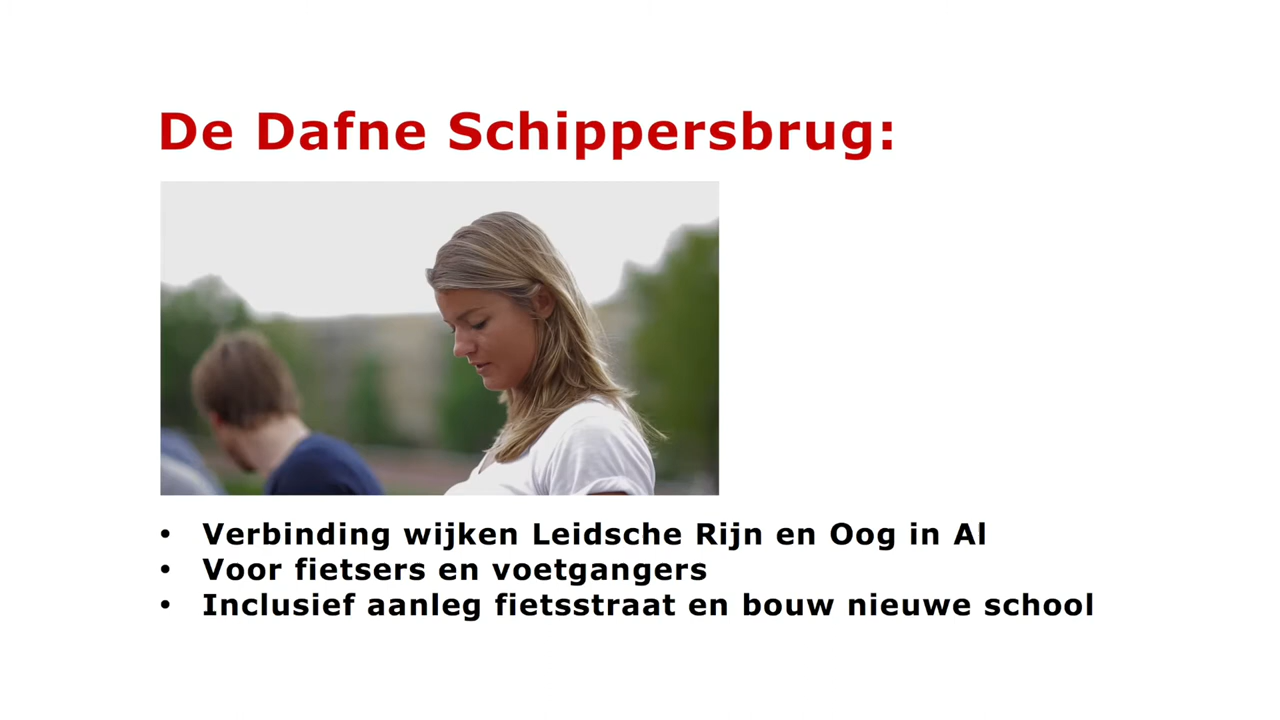 De Dafne Schippersbrug:
• Verbinding wijken Leidsche Rijn en Oog in Al
• Voor fietsers en voetgangers
• Inclusief aanleg fietsstraat en bouw nieuwe school